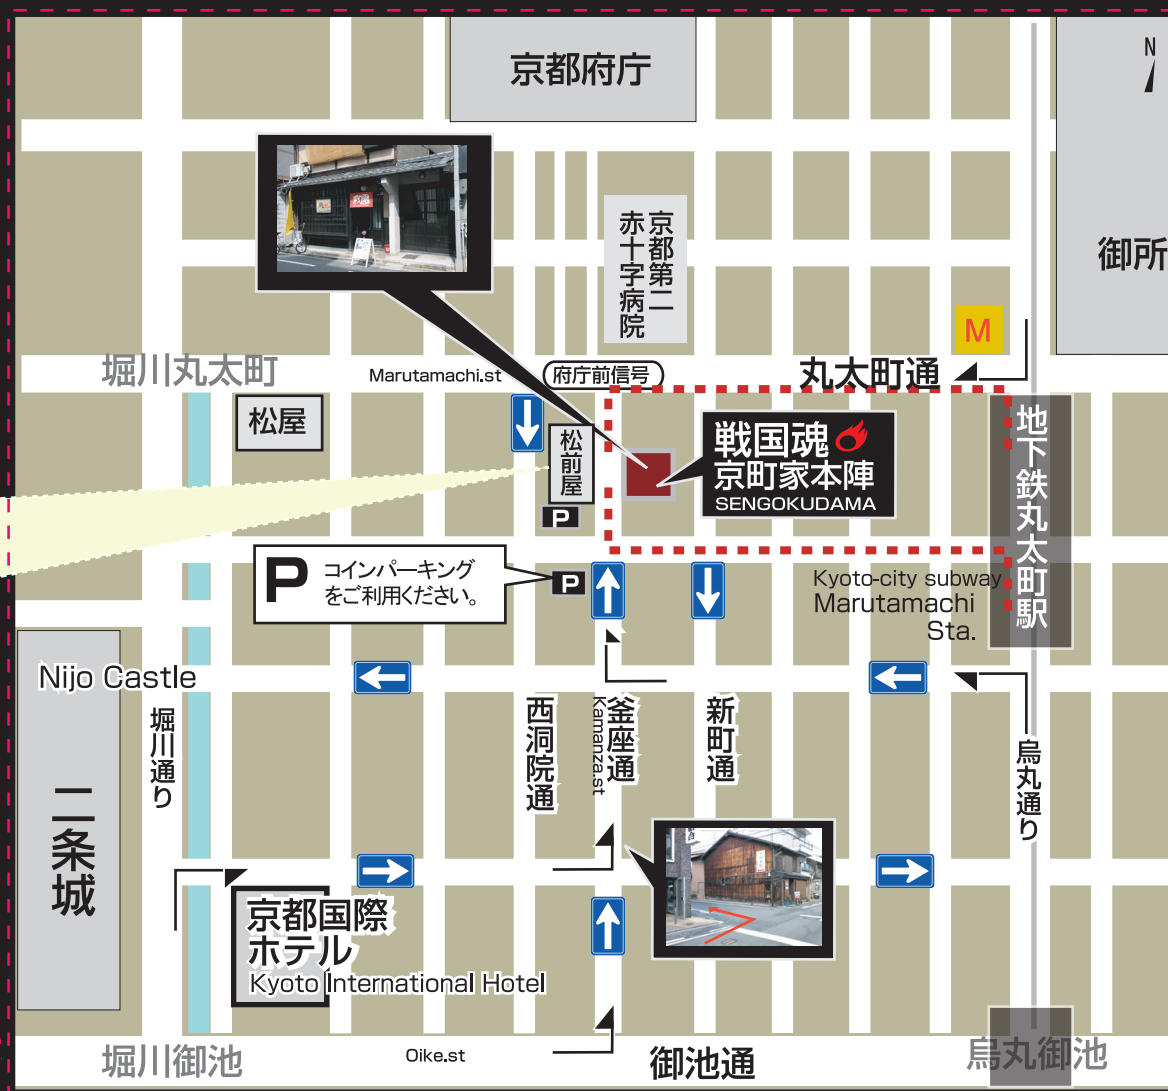 京都府庁
N
京都第二
赤十字病院
御所
M
堀川丸太町
Marutamachi.st
府庁前信号
丸太町通
松屋
松前屋
戦国魂
京町家本陣
SENGOKUDAMA
地下鉄丸太町駅
P
P
コインパーキング
をご利用ください。
P
Kyoto-city subway
Marutamachi
Sta.
Nijo Castle
堀川通り
西洞院通
釜座通
Kamanza.st
新町通
烏丸通り
二条城
京都国際
ホテル
Kyoto International Hotel
堀川御池
Oike.st
御池通
烏丸御池